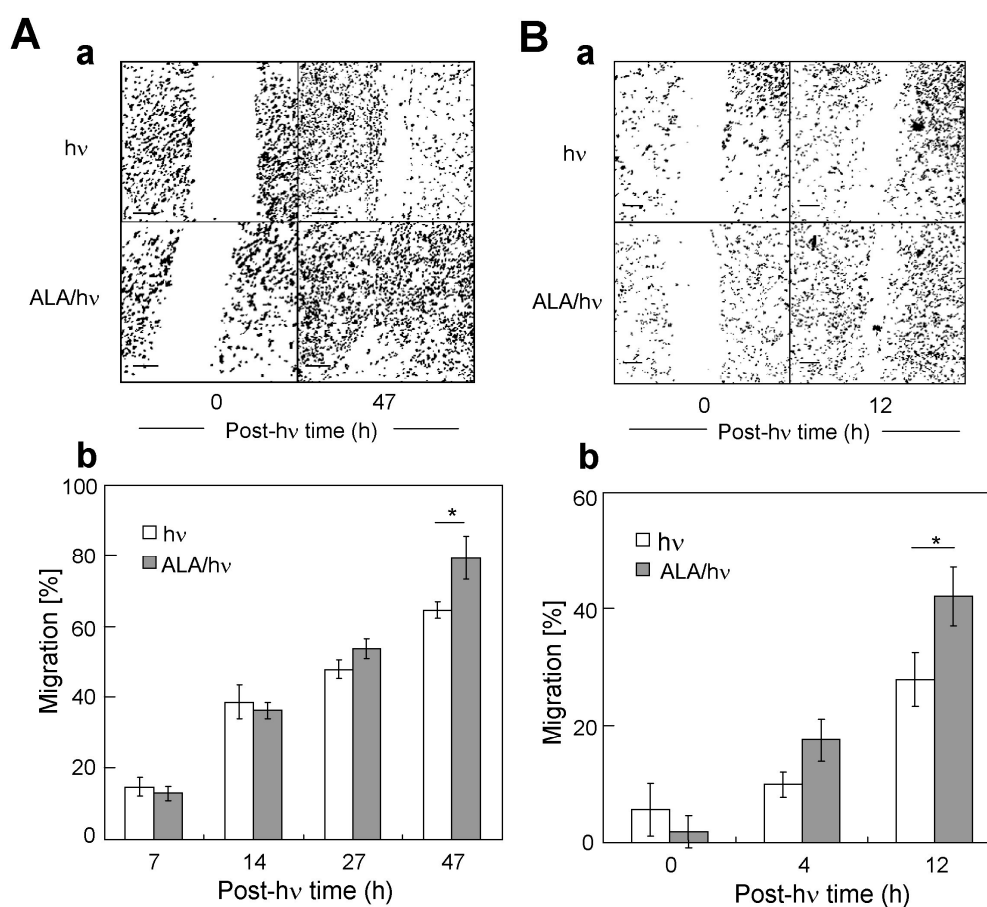 A
a
hν
ALA/hν
0 47
Post-hν time (h)
b
100
80
60
40
20
0
Migration [%]
hν
ALA/hν
*
7 14 27 47
Post-hν time (h)
B
a
hν
ALA/hν
0 12
Post-hν time (h)
b
60
40
20
0
Migration [%]
hν
ALA/hν
*
0 4 12
Post-hν time (h)